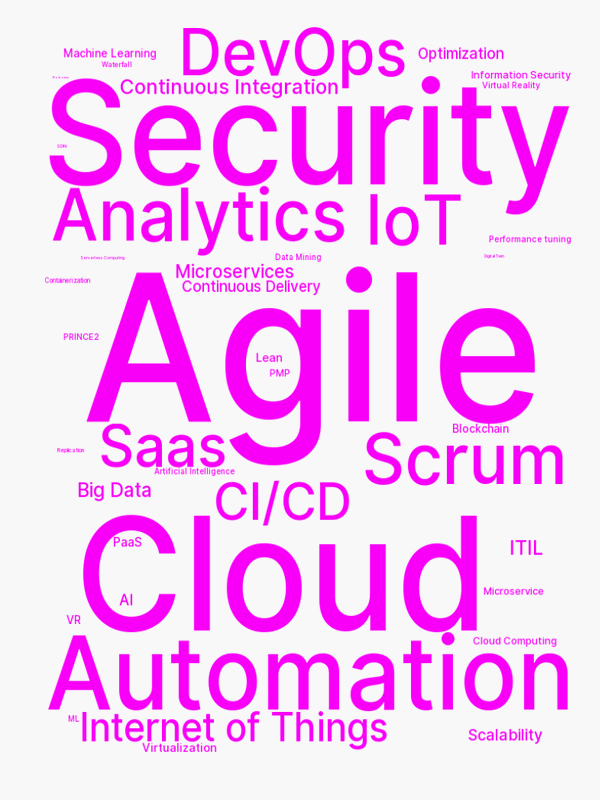 DevOps
Machine Learning
Optimization
Waterfall
Information Security
Continuous Integration
Virtual Reality
Security
Analytics
IoT
Performance tuning
Serverless Computing
Data Mining
Digital Twin
Microservices
Containerization
Continuous Delivery
Agile
PRINCE2
Lean
PMP
Blockchain
Saas
Scrum
Replication
Artificial Intelligence
Big Data
CI/CD
Cloud
PaaS
ITIL
Microservice
AI
VR
Cloud Computing
Automation
ML
Internet of Things
Scalability
Virtualization